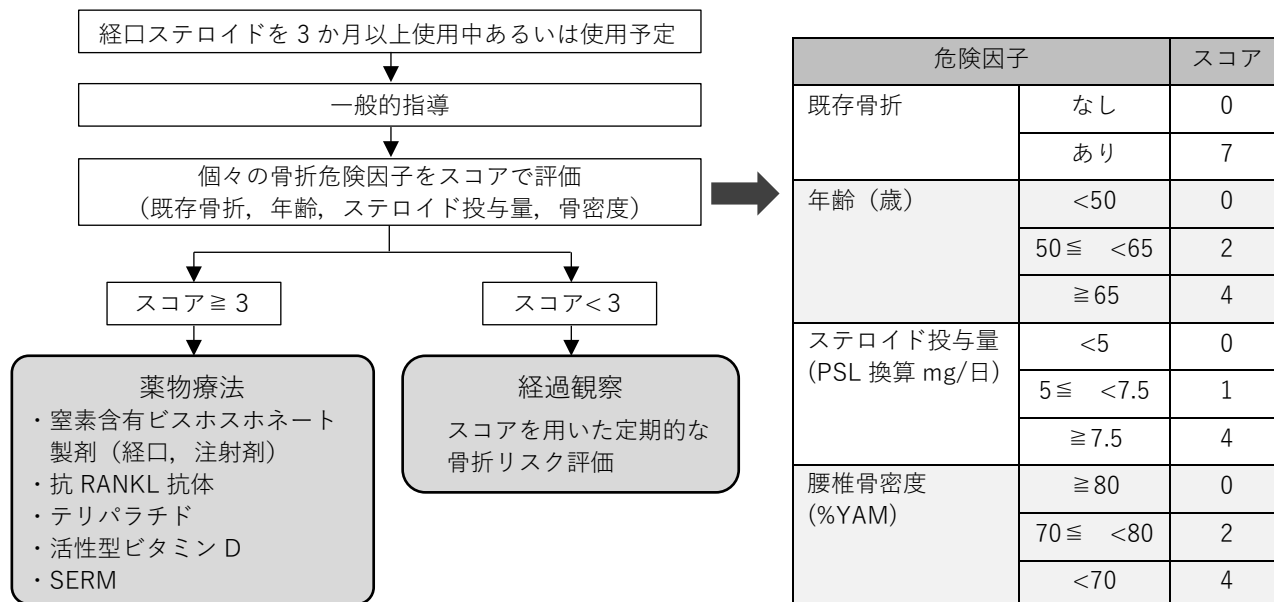 経口ステロイドを 3 か月以上使用中あるいは使用予定
一般的指導
個々の骨折危険因子をスコアで評価
（既存骨折，年齢，ステロイド投与量，骨密度）
スコア≧ 3
スコア< 3
薬物療法
・窒素含有ビスホスホネート
製剤（経口，注射剤）
・抗 RANKL 抗体
・テリパラチド
・活性型ビタミン D
・SERM
経過観察
スコアを用いた定期的な
骨折リスク評価
危険因子 スコア
既存骨折 なし 0
あり 7
年齢（歳） <50 0
50≦ <65 2
≧65 4
ステロイド投与量 <5 0
(PSL 換算 mg/日)
5≦ <7.5 1
≧7.5 4
腰椎骨密度 ≧80 0
(%YAM)
70≦ <80 2
<70 4